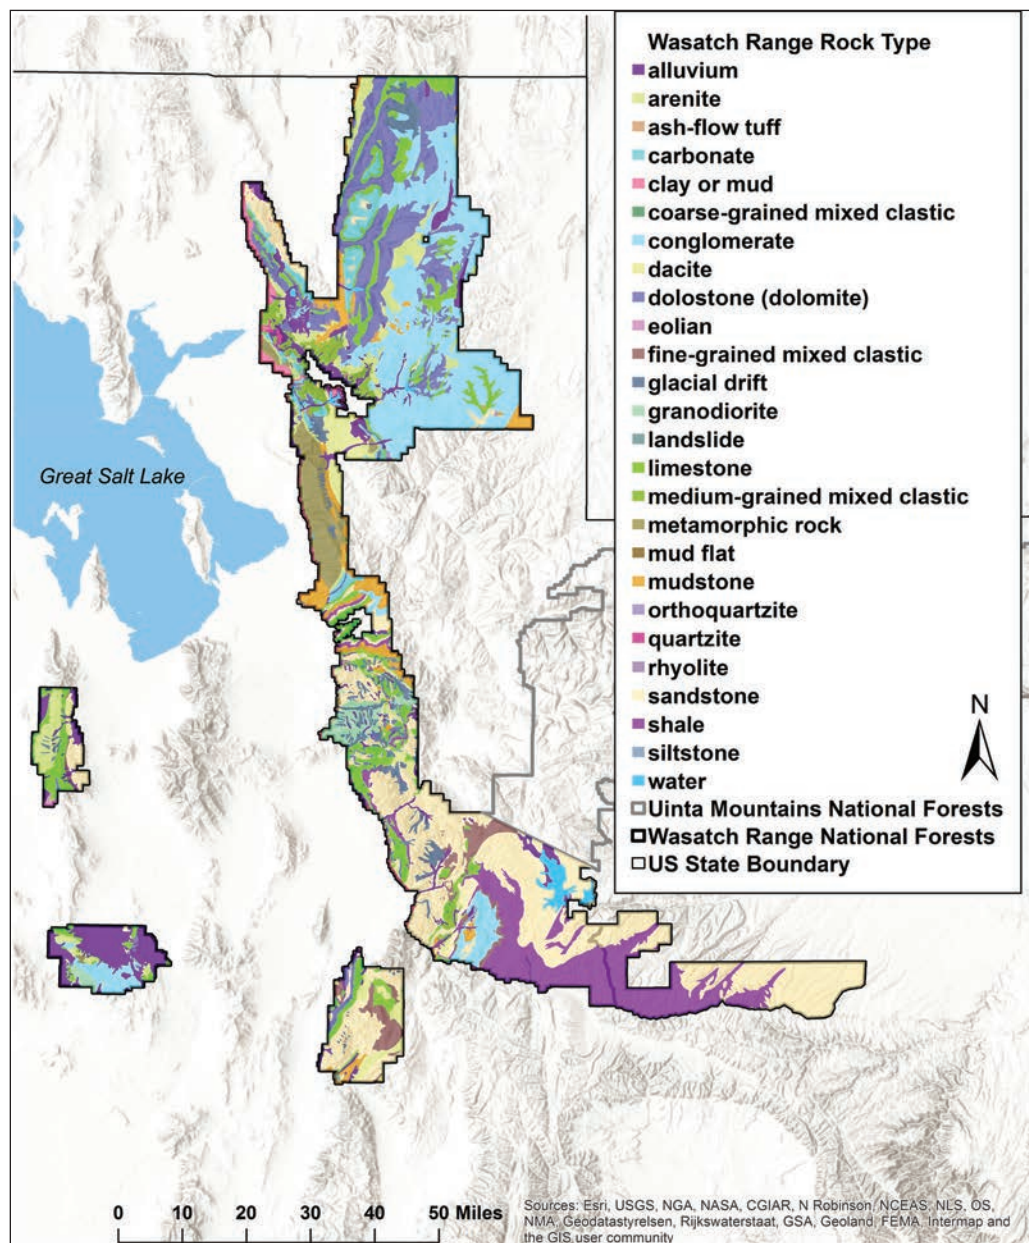 Wasatch Range Rock Type
alluvium
arenite
ash-flow tuff
carbonate
clay or mud
coarse-grained mixed clastic
conglomerate
dacite
dolostone (dolomite)
eolian
fine-grained mixed clastic
glacial drift
granodiorite
landslide
limestone
medium-grained mixed clastic
metamorphic rock
mud flat
mudstone
orthoquartzite
quartzite
rhyolite
sandstone
shale
siltstone
water
Uinta Mountains National Forests
Wasatch Range National Forests
US State Boundary
N
Great Salt Lake
0 10 20 30 40 50 Miles
Sources: Esri, USGS, NGA, NASA, CGIAR, N Robinson, NCEAS, NLS, OS,
NMA, Geodatastyrelsen, Rijkswaterstaat, GSA, Geoland, FEMA, Intermap and
the GIS user community